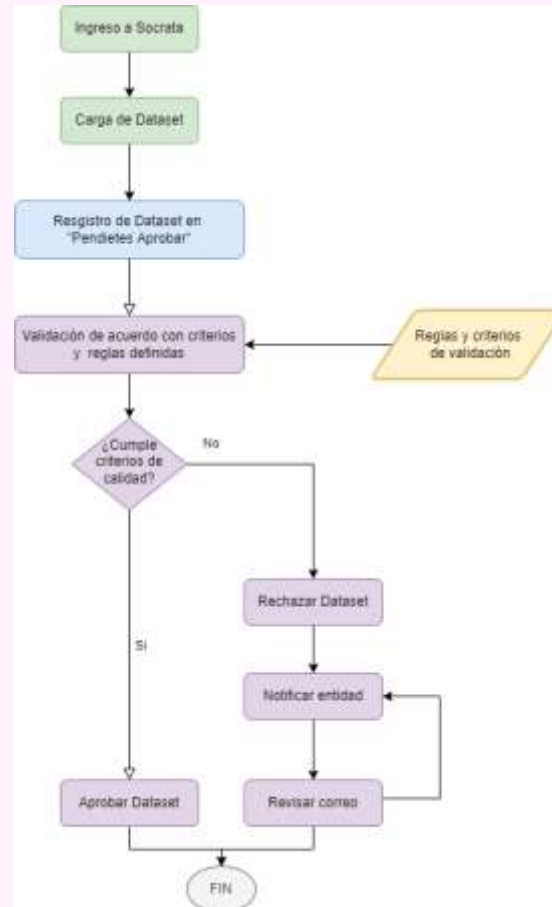 Ingreso a Socrata
Carga de Dataset
Resgistro de Dataset en
"Pendietes Aprobar"
Validación de acuerdo con criterios
y reglas definidas
Reglas y criterios
de validación
¿Cumple
criterios de
calidad?
No
Rechazar Dataset
Si
Notificar entidad
Aprobar Dataset
Revisar correo
FIN